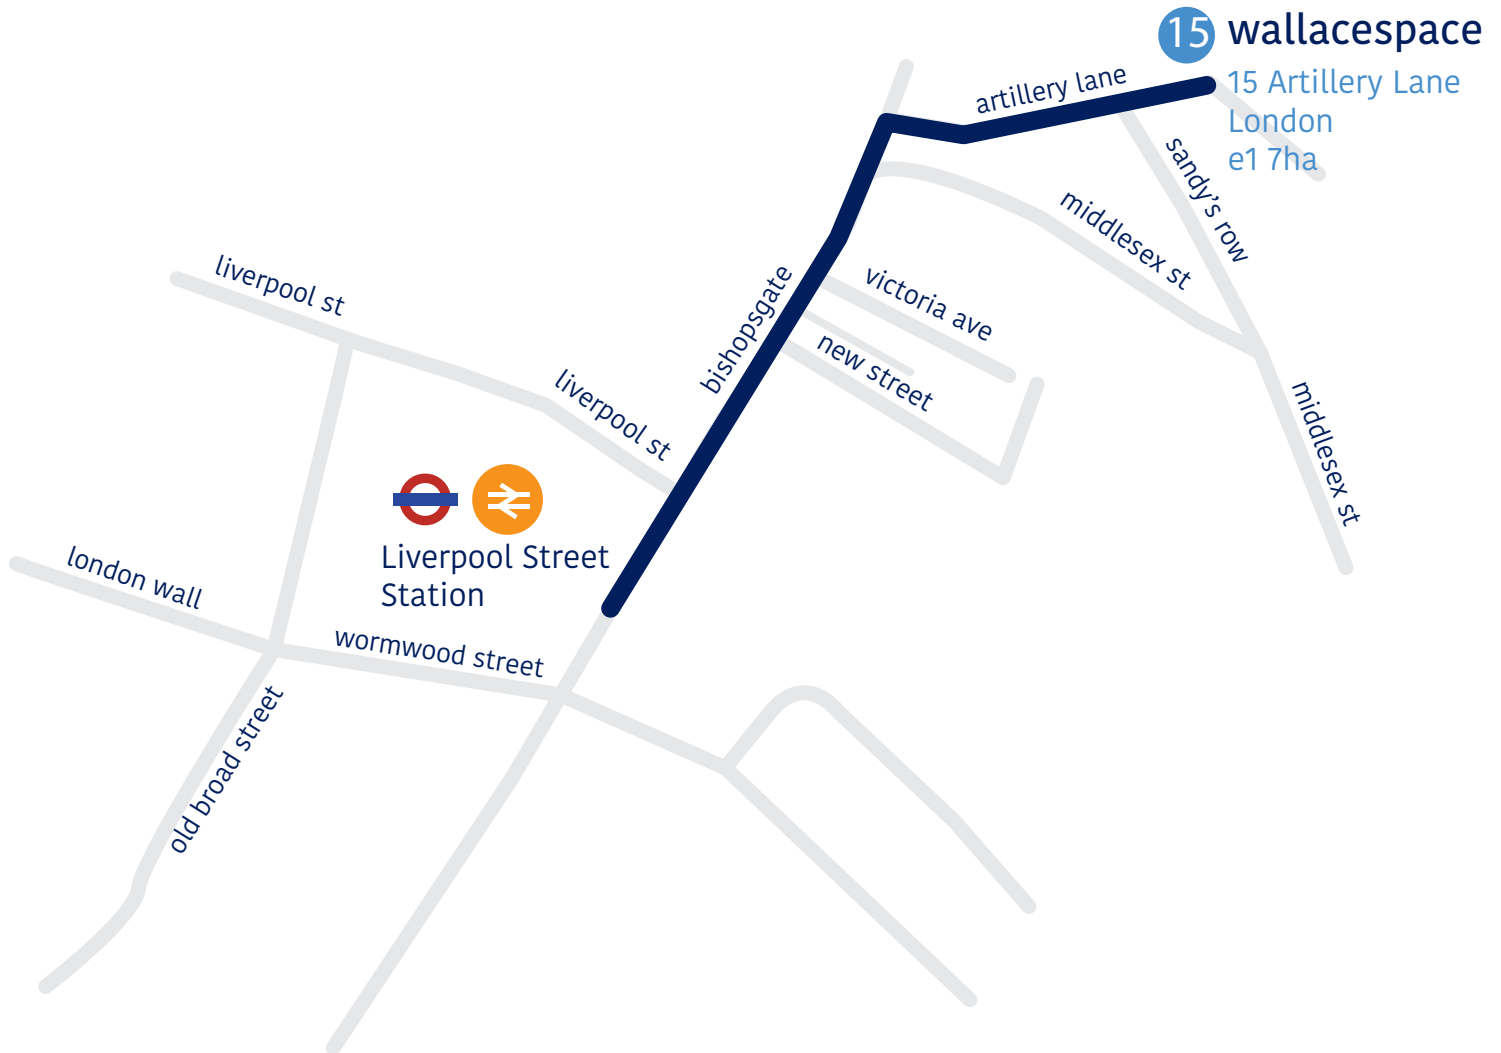 15 wallacespace
15 Artillery Lane
London
e1 7ha
artillery lane
sandy's row
middlesex st
middlesex st
victoria ave
new street
bishopsgate
liverpool st
liverpool st
Liverpool Street
Station
london wall
wormwood street
old broad street